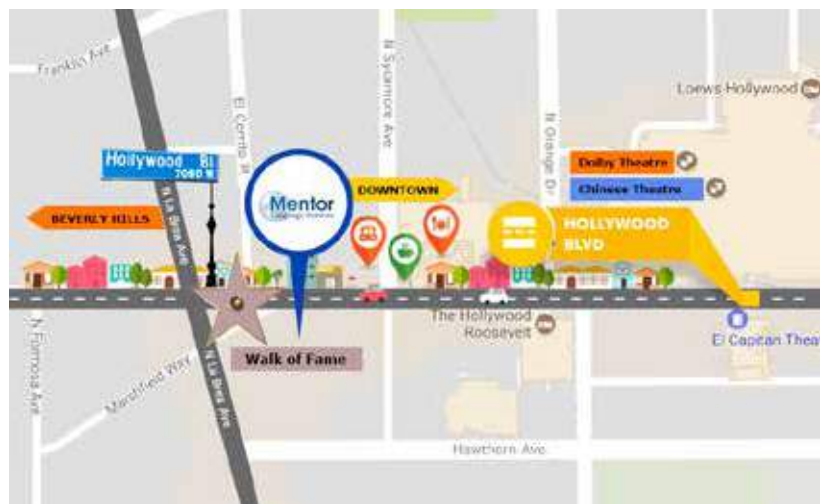 Franklin Ave
N Sycamore Ave
El Cerrito Pl
N Orange Dr
Loews Hollywood
Hollywood Bl
7080 W
N La Brea Ave
Mentor
DOWNTOWN
Dolby Theatre
Chinese Theatre
BEVERLY HILLS
HOLLYWOOD
BLVD
The Hollywood
Roosevelt
El Capitan Thea
Walk of Fame
N Formosa Ave
Marshfield Way
N La Brea Ave
Hawthorn Ave